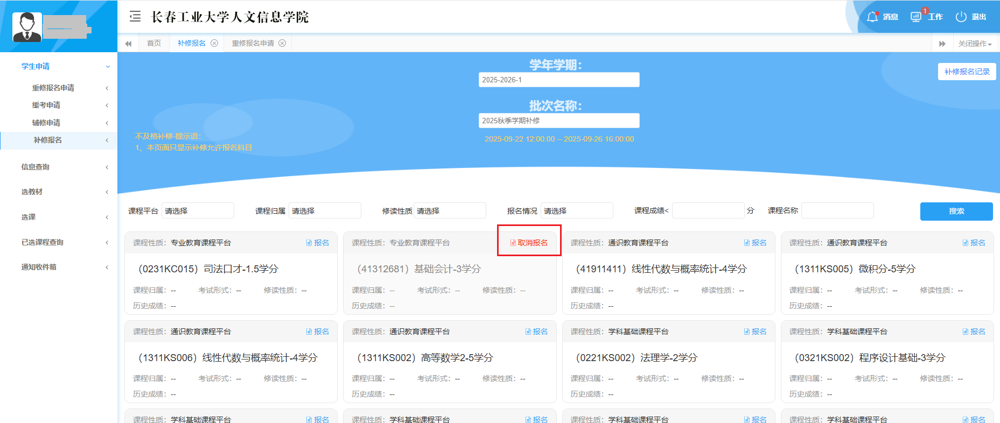 长春工业大学人文信息学院
消息
1
工作
退出
首页
补修报名
重修报名申请
关闭操作
学生申请
重修报名申请
缓考申请
辅修申请
补修报名
信息查询
选教材
选课
已选课程查询
通知收件箱
学年学期：
2025-2026-1
补修报名记录
批次名称：
2025秋季学期补修
不及格补修-提示语：
1、本页面只显示补修允许报名科目
2025-09-22 12:00:00 -- 2025-09-26 16:00:00
课程平台 请选择 课程归属 请选择 修读性质 请选择 报名情况 请选择 课程成绩< 分 课程名称 搜索
课程性质：专业教育课程平台 报名
（0231KC015）司法口才-1.5学分
课程归属：-- 考试形式：-- 修读性质：--
历史成绩：--
课程性质：专业教育课程平台 取消报名
（41312681）基础会计-3学分
课程归属：-- 考试形式：-- 修读性质：--
历史成绩：--
课程性质：通识教育课程平台 报名
（41911411）线性代数与概率统计-4学分
课程归属：-- 考试形式：-- 修读性质：--
历史成绩：--
课程性质：通识教育课程平台 报名
（1311KS005）微积分-5学分
课程归属：-- 考试形式：-- 修读性质：--
历史成绩：--
课程性质：通识教育课程平台 报名
（1311KS006）线性代数与概率统计-4学分
课程归属：-- 考试形式：-- 修读性质：--
历史成绩：--
课程性质：通识教育课程平台 报名
（1311KS002）高等数学2-5学分
课程归属：-- 考试形式：-- 修读性质：--
历史成绩：--
课程性质：学科基础课程平台 报名
（0221KS002）法理学-2学分
课程归属：-- 考试形式：-- 修读性质：--
历史成绩：--
课程性质：学科基础课程平台 报名
（0321KS002）程序设计基础-3学分
课程归属：-- 考试形式：-- 修读性质：--
历史成绩：--
课程性质：学科基础课程平台 报名
课程性质：学科基础课程平台 报名
课程性质：学科基础课程平台 报名
课程性质：学科基础课程平台 报名